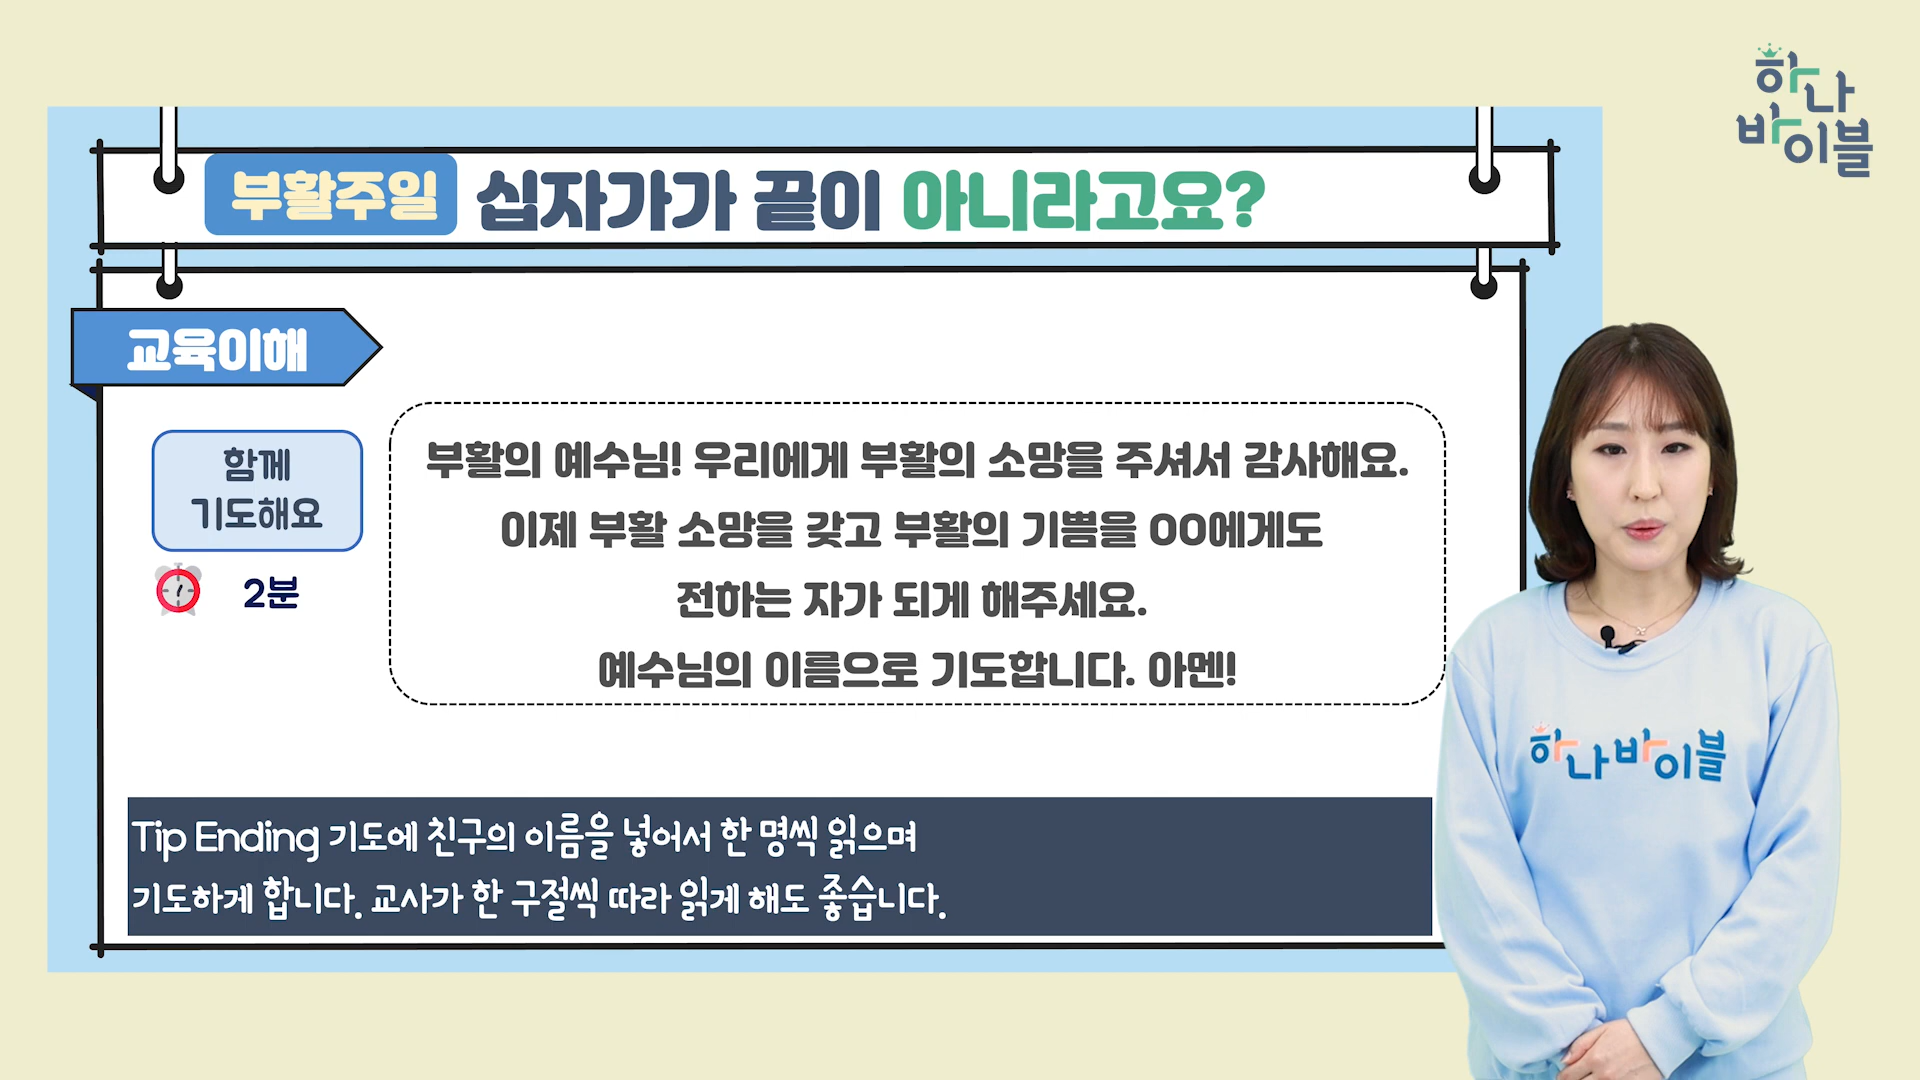 하나
바이블
부활주일 십자가가 끝이 아니라고요?
교육이해
함께
기도해요
2분
부활의 예수님! 우리에게 부활의 소망을 주셔서 감사해요.
이제 부활 소망을 갖고 부활의 기쁨을 OO에게도
전하는 자가 되게 해주세요.
예수님의 이름으로 기도합니다. 아멘!
Tip Ending 기도에 친구의 이름을 넣어서 한 명씩 읽으며
기도하게 합니다. 교사가 한 구절씩 따라 읽게 해도 좋습니다.
하나바이블